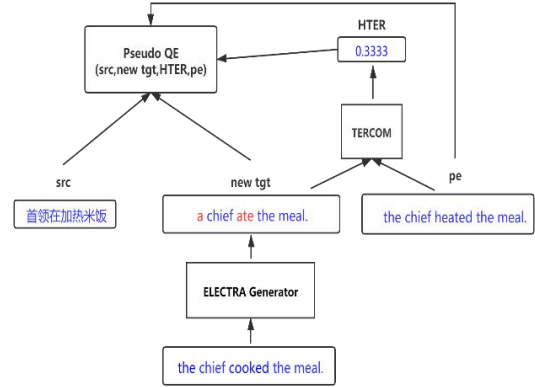 HTER
0.3333
Pseudo QE
(src,new tgt,HTER,pe)
TERCOM
src
new tgt
pe
首领在加热米饭
a chief ate the meal.
the chief heated the meal.
ELECTRA Generator
the chief cooked the meal.